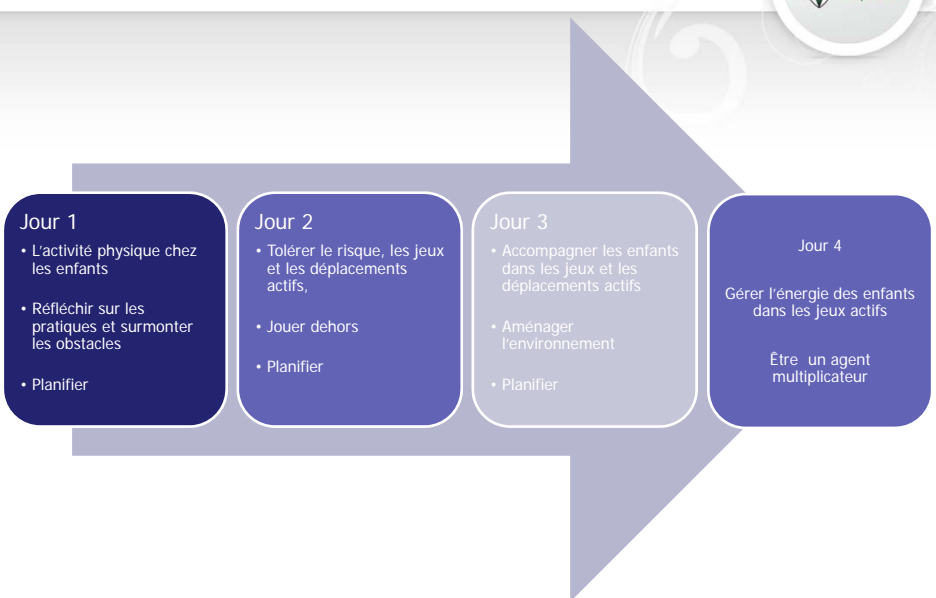 Jour 1
• L'activité physique chez
les enfants
• Réfléchir sur les
pratiques et surmonter
les obstacles
• Planifier
Jour 2
• Tolérer le risque, les jeux
et les déplacements
actifs,
• Jouer dehors
• Planifier
Jour 3
• Accompagner les enfants
dans les jeux et les
déplacements actifs
• Aménager
l'environnement
• Planifier
Jour 4
Gérer l'énergie des enfants
dans les jeux actifs
Être un agent
multiplicateur